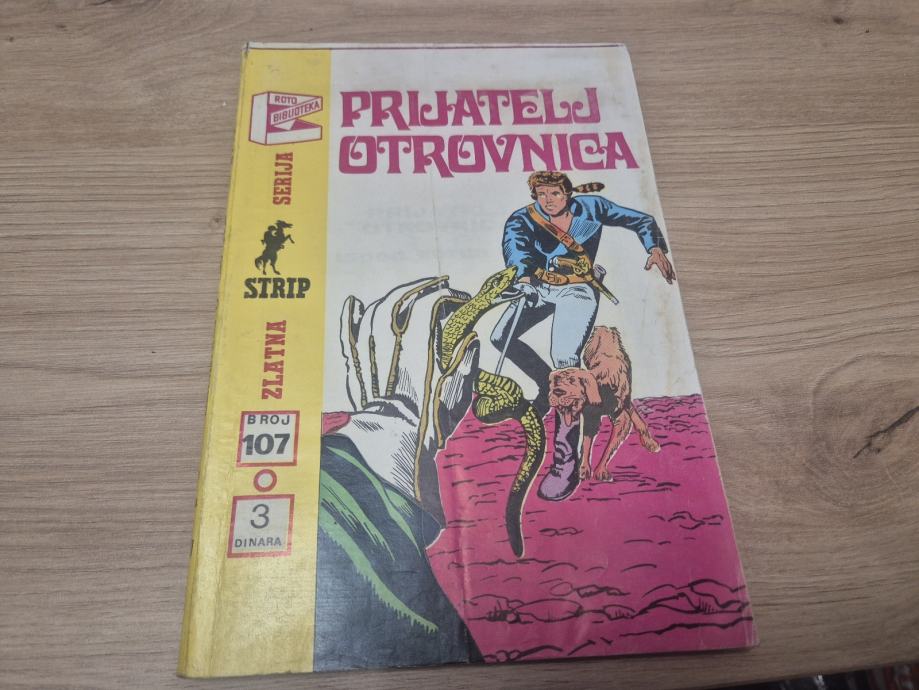 PRIJATELJ
OTROVNICA
ROTO
BIBLIOTEKA
ZLATNA
STRIP
SERIJA
BROJ
107
3
DINARA